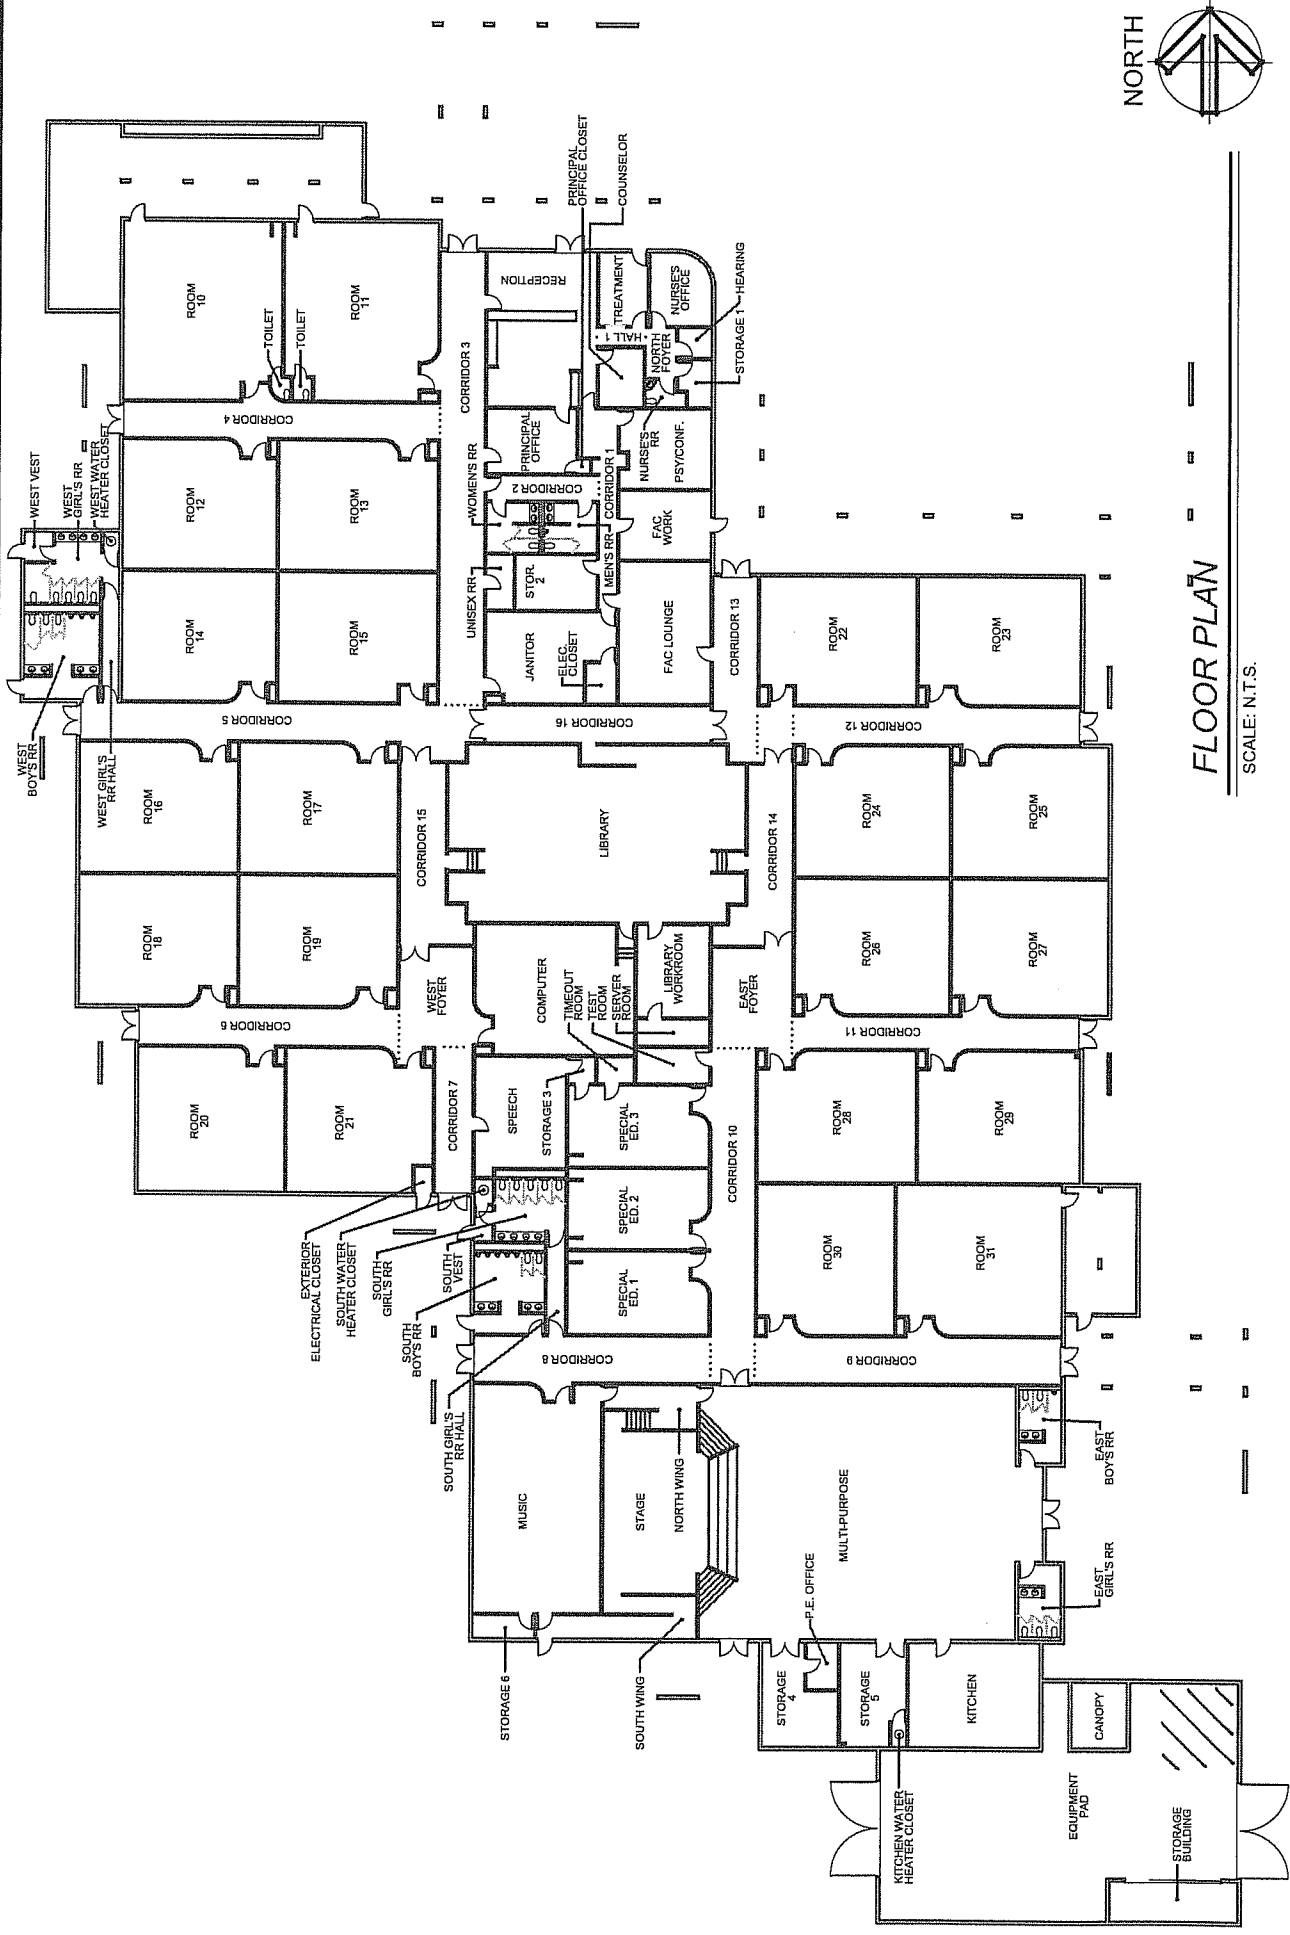 NORTH
FLOOR PLAN
SCALE: N.T.S.
ROOM
10
ROOM
11
TOILET
TOILET
CORRIDOR 4
CORRIDOR 3
RECEPTION
PRINCIPAL
OFFICE CLOSET
COUNSELOR
TREATMENT
NURSE'S
OFFICE
HALL 1
NORTH
FOYER
HEARING
STORAGE 1
NURSE'S
RR
PSY/CONF.
PRINCIPAL
OFFICE
CORRIDOR 2
CORRIDOR 1
WOMEN'S RR
MEN'S RR
FAC
WORK
UNISEX RR
STOR.
2
JANITOR
ELEC.
CLOSET
FAC LOUNGE
WEST VEST
WEST
GIRL'S RR
WEST WATER
HEATER CLOSET
ROOM
12
ROOM
13
ROOM
14
ROOM
15
WEST
BOY'S RR
WEST GIRL'S
RR HALL
CORRIDOR 5
CORRIDOR 16
CORRIDOR 13
ROOM
22
ROOM
23
CORRIDOR 12
ROOM
16
ROOM
17
CORRIDOR 15
LIBRARY
CORRIDOR 14
ROOM
24
ROOM
25
ROOM
18
ROOM
19
WEST
FOYER
COMPUTER
TIMEOUT
ROOM
TEST
ROOM
SERVER
ROOM
LIBRARY
WORKROOM
EAST
FOYER
ROOM
26
ROOM
27
CORRIDOR 6
CORRIDOR 11
ROOM
20
ROOM
21
CORRIDOR 7
SPEECH
STORAGE 3
SPECIAL
ED. 3
CORRIDOR 10
ROOM
28
ROOM
29
EXTERIOR
ELECTRICAL CLOSET
SOUTH WATER
HEATER CLOSET
SOUTH
GIRL'S RR
SOUTH
VEST
SOUTH
BOY'S RR
SOUTH GIRL'S
RR HALL
SPECIAL
ED. 2
SPECIAL
ED. 1
ROOM
30
ROOM
31
CORRIDOR 8
CORRIDOR 9
MUSIC
STAGE
NORTH WING
MULTI-PURPOSE
EAST
BOY'S RR
EAST
GIRL'S RR
P.E. OFFICE
STORAGE 6
SOUTH WING
STORAGE
4
STORAGE
5
KITCHEN
CANOPY
KITCHEN WATER
HEATER CLOSET
EQUIPMENT
PAD
STORAGE
BUILDING